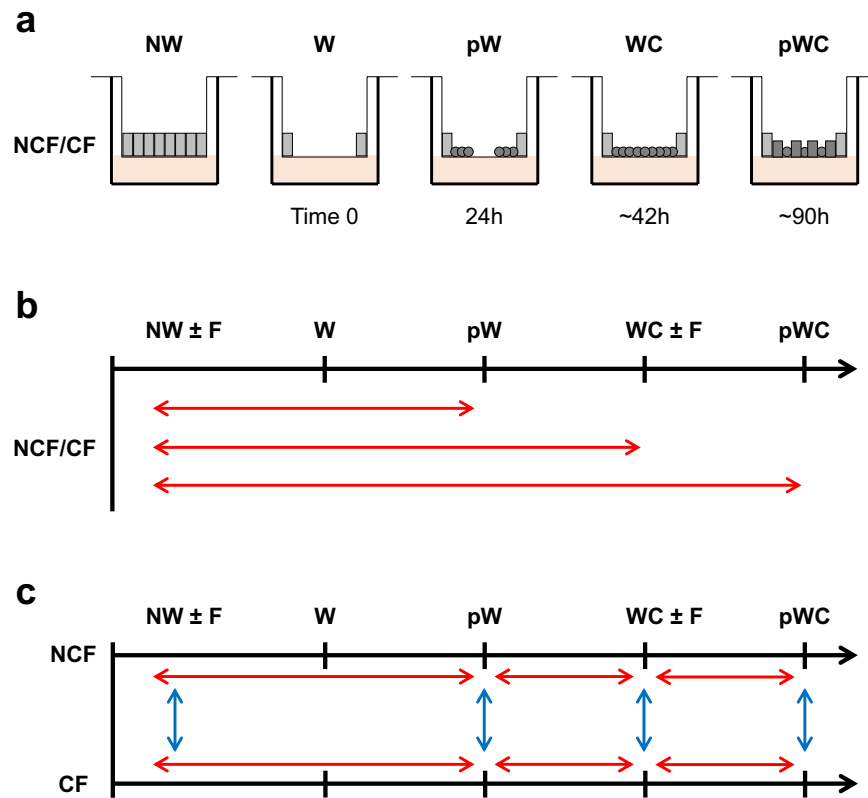 a
NW W pW WC pWC
NCF/CF
Time 0 24h ~42h ~90h
b
NW ± F W pW WC ± F pWC
NCF/CF
c
NW ± F W pW WC ± F pWC
NCF
CF